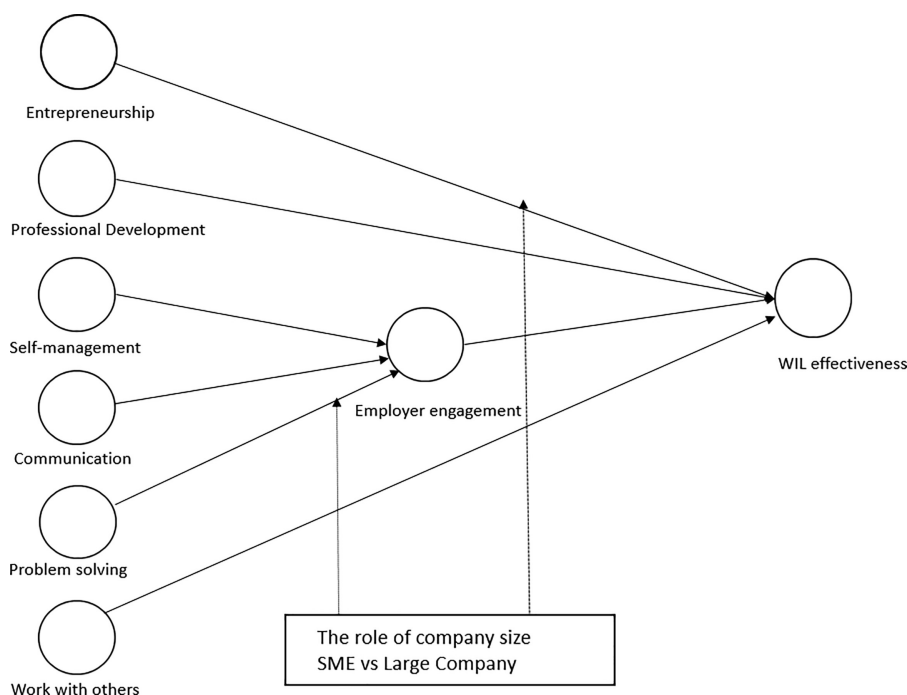 Entrepreneurship
Professional Development
Self-management
WIL effectiveness
Employer engagement
Communication
Problem solving
The role of company size
SME vs Large Company
Work with others